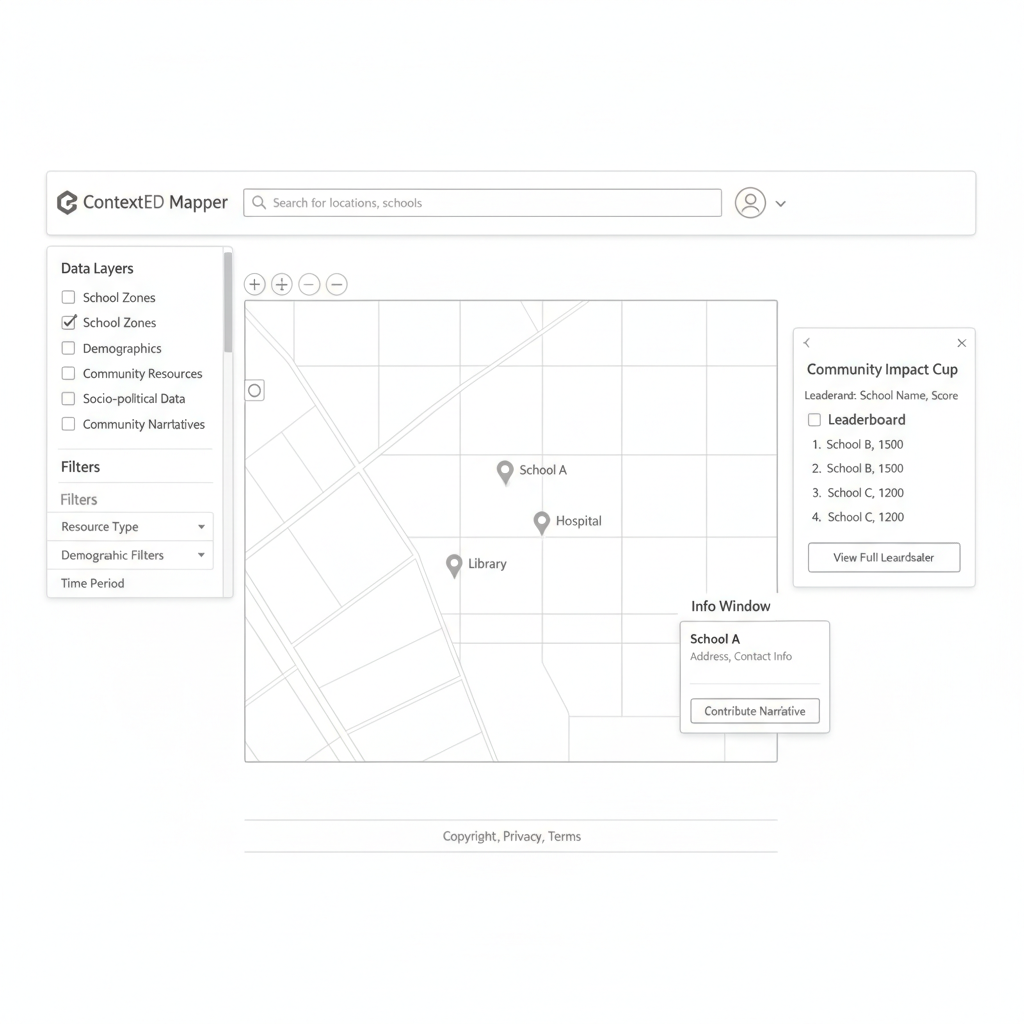 ContextED Mapper
Search for locations, schools
Data Layers
School Zones
School Zones
Demographics
Community Resources
Socio-political Data
Community Nartatives
Filters
Filters
Resource Type
Demograhic Filters
Time Period
School A
Hospital
Library
Info Window
School A
Address, Contact Info
Contribute Narrative
Community Impact Cup
Leaderard: School Name, Score
Leaderboard
1. School B, 1500
2. School B, 1500
3. School C, 1200
4. School C, 1200
View Full Leardsaler
Copyright, Privacy, Terms